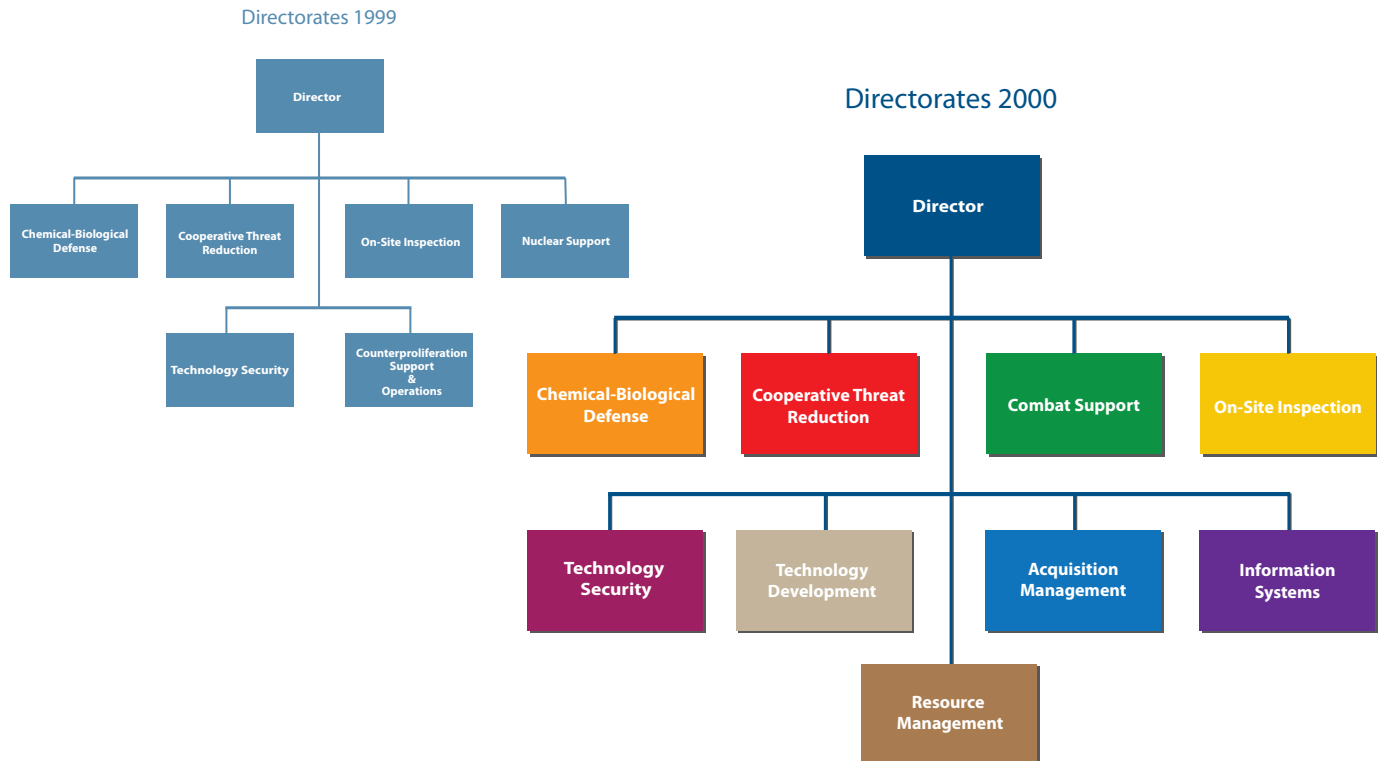 Directorates 1999
Director
Chemical-Biological
Defense
Cooperative Threat
Reduction
On-Site Inspection
Nuclear Support
Technology Security
Counterproliferation
Support
&
Operations
Directorates 2000
Director
Chemical-Biological
Defense
Cooperative Threat
Reduction
Combat Support
On-Site Inspection
Technology
Security
Technology
Development
Acquisition
Management
Information
Systems
Resource
Management